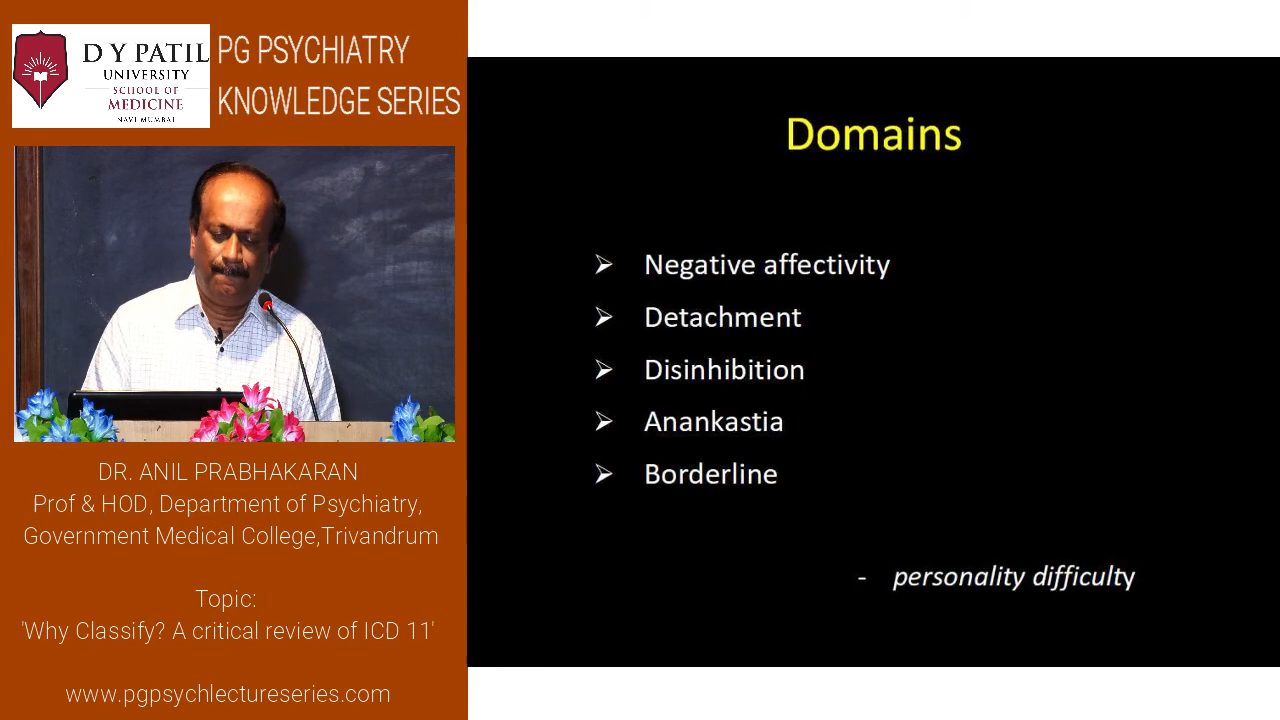 D Y PATIL
UNIVERSITY
SCHOOL OF
MEDICINE
NAVI MUMBAI
PG PSYCHIATRY
KNOWLEDGE SERIES
DR. ANIL PRABHAKARAN
Prof & HOD, Department of Psychiatry,
Government Medical College,Trivandrum
Topic:
'Why Classify? A critical review of ICD 11'
www.pgpsychlectureseries.com
Domains
➢ Negative affectivity
➢ Detachment
➢ Disinhibition
➢ Anankastia
➢ Borderline
- personality difficulty